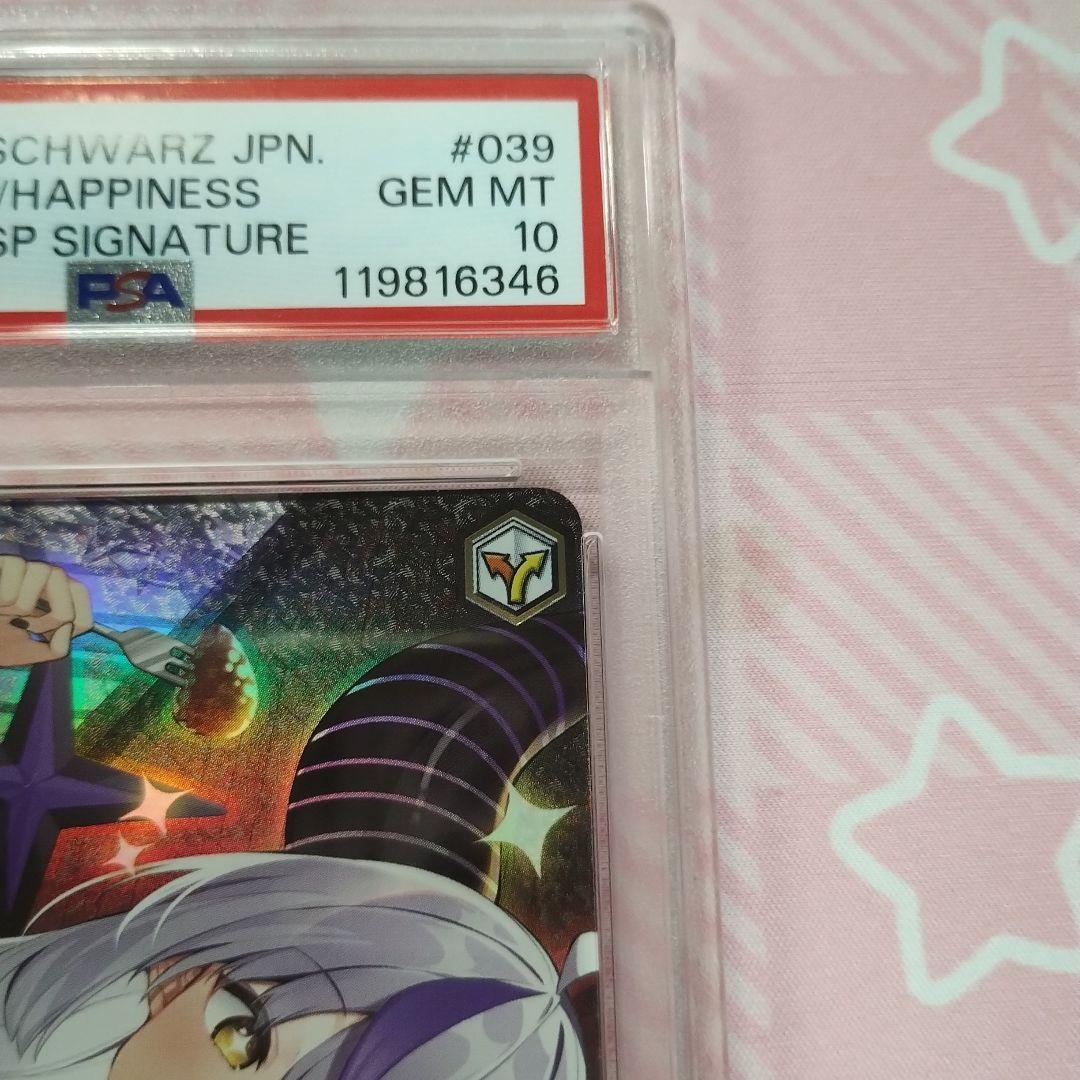 SCHWARZ JPN. #039
/HAPPINESS GEM MT
SP SIGNATURE 10
PSA 119816346